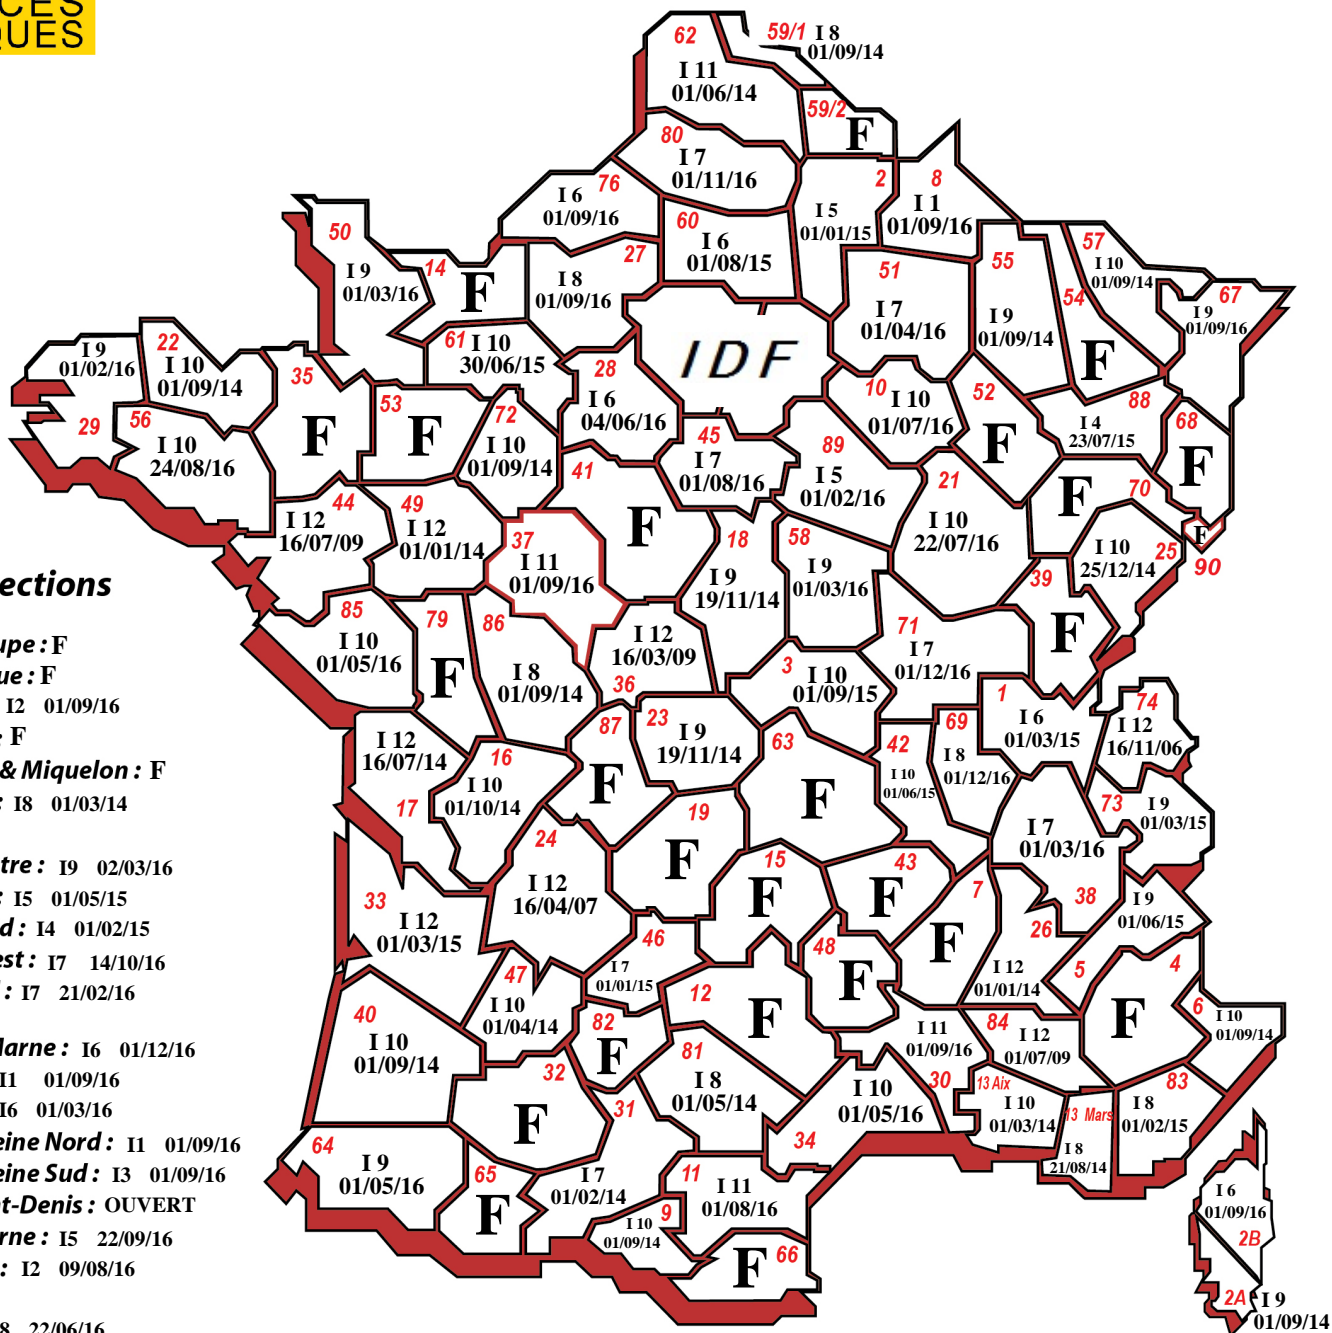 CES
QUES
62
I 11
01/06/14
59/1
I 8
01/09/14
59/2
F
80
I 7
01/11/16
76
I 6
01/09/16
60
I 6
01/08/15
2
I 5
01/01/15
8
I 1
01/09/16
50
I 9
01/03/16
14
F
27
I 8
01/09/16
51
I 7
01/04/16
55
I 9
01/09/14
54
F
57
I 10
01/09/14
67
I 9
01/09/16
I 9
01/02/16
29
22
I 10
01/09/14
56
I 10
24/08/16
35
F
53
F
61
I 10
30/06/15
72
I 10
01/09/14
28
I 6
04/06/16
IDF
10
I 10
01/07/16
52
F
88
I 4
23/07/15
68
F
45
I 7
01/08/16
89
I 5
01/02/16
41
F
44
I 12
16/07/09
49
I 12
01/01/14
37
I 11
01/09/16
18
I 9
19/11/14
58
I 9
01/03/16
21
I 10
22/07/16
70
F
F
90
25
I 10
25/12/14
39
F
85
I 10
01/05/16
79
F
86
I 8
01/09/14
I 12
16/03/09
36
3
I 10
01/09/15
71
I 7
01/12/16
1
I 6
01/03/15
74
I 12
16/11/06
I 12
16/07/14
17
16
I 10
01/10/14
87
F
23
I 9
19/11/14
63
F
42
I 10
01/06/15
69
I 8
01/12/16
73
I 9
01/03/15
I 7
01/03/16
38
33
I 12
01/03/15
24
I 12
16/04/07
19
F
15
F
43
F
7
F
26
I 12
01/01/14
I 9
01/06/15
5
4
F
6
I 10
01/09/14
40
I 10
01/09/14
47
I 10
01/04/14
46
I 7
01/01/15
82
F
12
F
48
F
I 11
01/09/16
30
84
I 12
01/07/09
13 Aix
I 10
01/03/14
13 Mars
I 8
21/08/14
83
I 8
01/02/15
32
F
31
I 7
01/02/14
81
I 8
01/05/14
34
I 10
01/05/16
64
I 9
01/05/16
65
F
9
I 10
01/09/14
11
I 11
01/08/16
66
F
I 6
01/09/16
2B
2A
I 9
01/09/14
ections
upe : F
ue : F
I2 01/09/16
: F
& Miquelon : F
: I8 01/03/14
tre : I9 02/03/16
: I5 01/05/15
d : I4 01/02/15
est : I7 14/10/16
l : I7 21/02/16
Marne : I6 01/12/16
I1 01/09/16
I6 01/03/16
eine Nord : I1 01/09/16
eine Sud : I3 01/09/16
nt-Denis : OUVERT
rne : I5 22/09/16
: I2 09/08/16
8 22/06/16